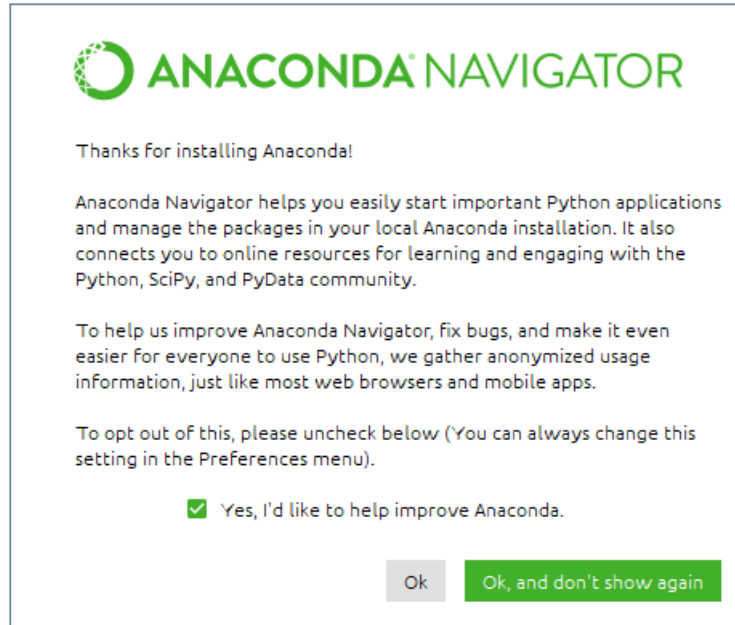 ANACONDA NAVIGATOR
Thanks for installing Anaconda!
Anaconda Navigator helps you easily start important Python applications
and manage the packages in your local Anaconda installation. It also
connects you to online resources for learning and engaging with the
Python, SciPy, and PyData community.
To help us improve Anaconda Navigator, fix bugs, and make it even
easier for everyone to use Python, we gather anonymized usage
information, just like most web browsers and mobile apps.
To opt out of this, please uncheck below (You can always change this
setting in the Preferences menu).
Yes, I'd like to help improve Anaconda.
Ok Ok, and don't show again